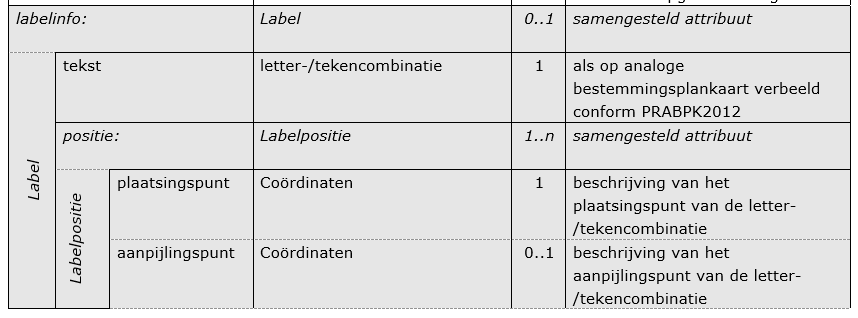 labelinfo: Label 0..1 samengesteld attribuut
tekst letter-/tekencombinatie 1 als op analoge
bestemmingsplankaart verbeeld
conform PRABPK2012
positie: Labelpositie 1..n samengesteld attribuut
Label
Labelpositie
plaatsingspunt Coördinaten 1 beschrijving van het
plaatsingspunt van de letter-
/tekencombinatie
aanpijlingspunt Coördinaten 0..1 beschrijving van het
aanpijlingspunt van de letter-
/tekencombinatie